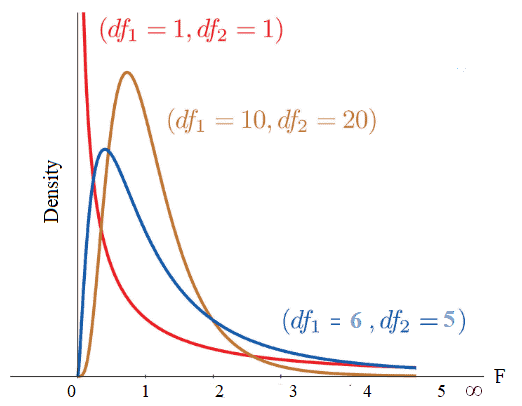 (df₁ = 1, df₂ = 1)
(df₁ = 10, df₂ = 20)
Density
(df₁ = 6 , df₂ = 5)
F
0 1 2 3 4 5 ∞